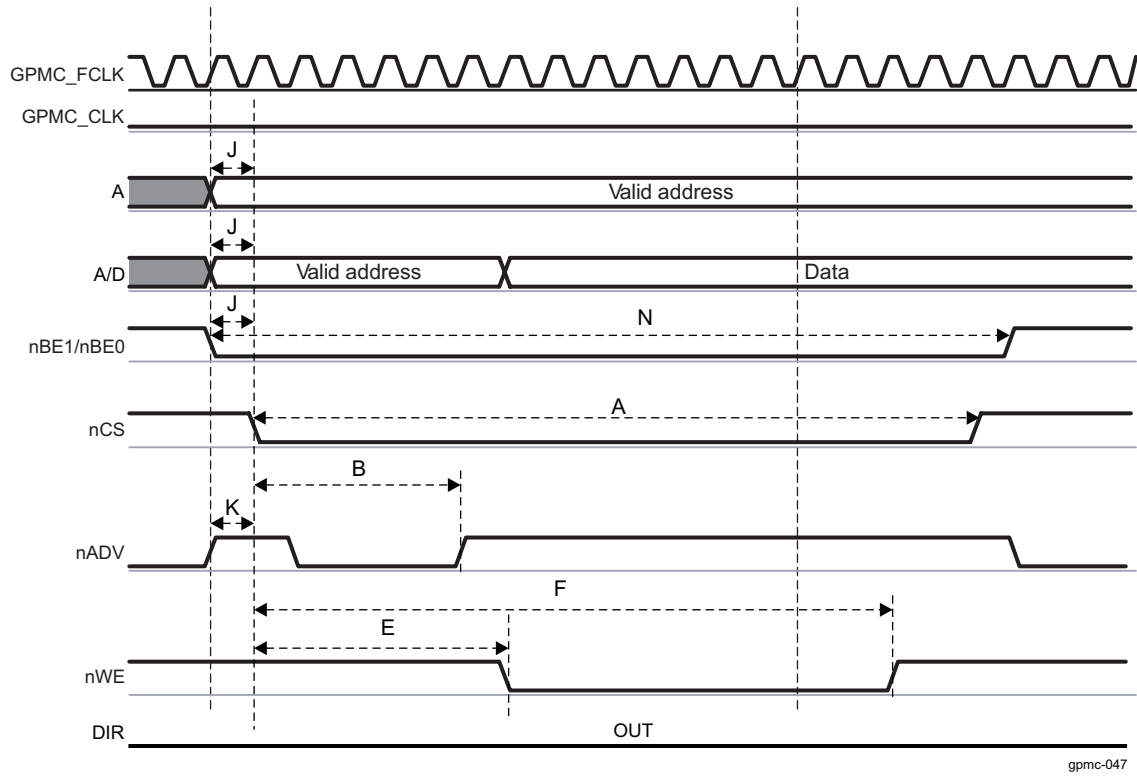 GPMC_FCLK
GPMC_CLK
J
A
Valid address
J
A/D
Valid address
Data
J
N
nBE1/nBE0
A
nCS
B
K
nADV
F
E
nWE
DIR
OUT
gpmc-047